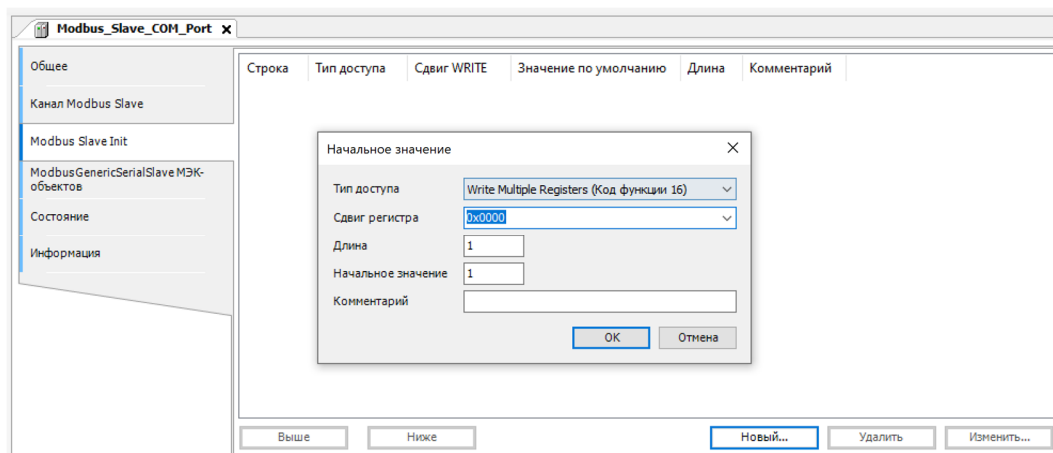 Modbus_Slave_COM_Port X
Общее
Канал Modbus Slave
Modbus Slave Init
ModbusGenericSerialSlave МЭК-
объектов
Состояние
Информация
Строка Тип доступа Сдвиг WRITE Значение по умолчанию Длина Комментарий
Начальное значение
Тип доступа Write Multiple Registers (Код функции 16)
Сдвиг регистра 0x0000
Длина 1
Начальное значение 1
Комментарий
OK Отмена
Выше Ниже Новый... Удалить Изменить...